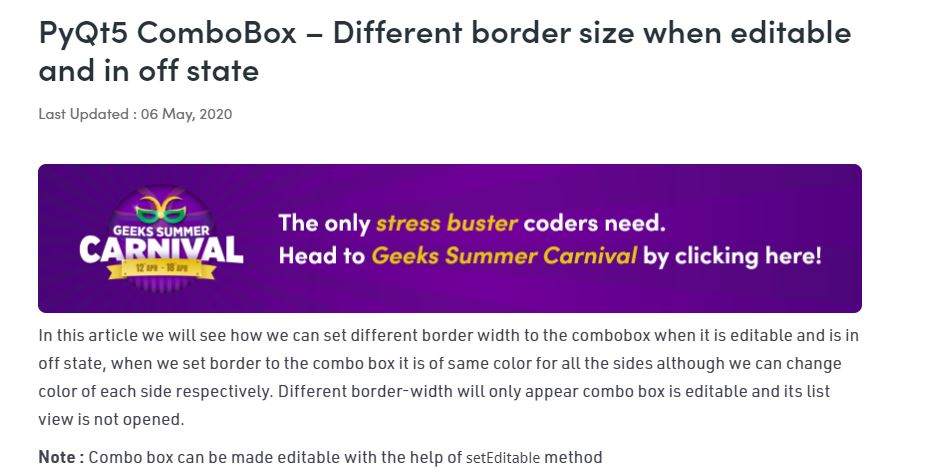 PyQt5 ComboBox – Different border size when editable
and in off state
Last Updated : 06 May, 2020
GEEKS SUMMER
CARNIVAL
12 APR - 18 APR
The only stress buster coders need.
Head to Geeks Summer Carnival by clicking here!
In this article we will see how we can set different border width to the combobox when it is editable and is in
off state, when we set border to the combo box it is of same color for all the sides although we can change
color of each side respectively. Different border-width will only appear combo box is editable and its list
view is not opened.
Note : Combo box can be made editable with the help of setEditable method